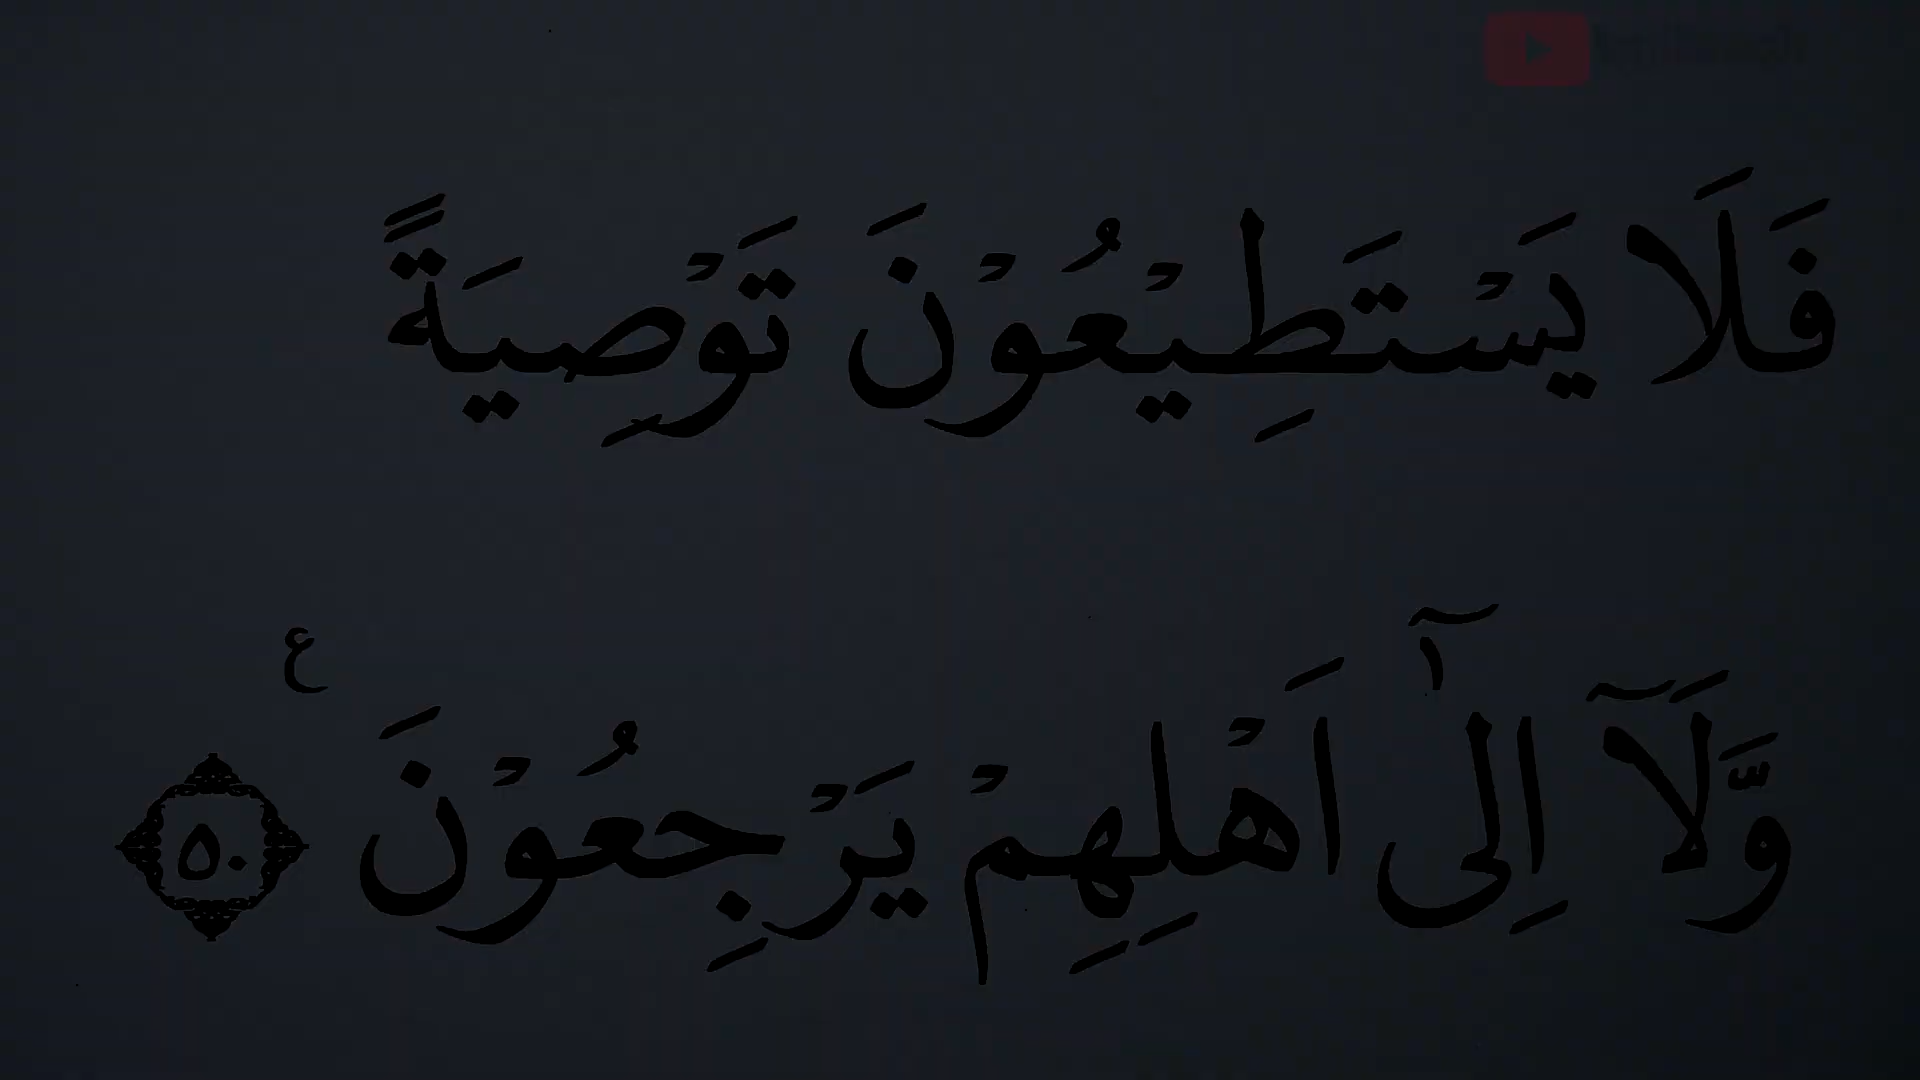 فَلَا يَسْتَطِيْعُوْنَ تَوْصِيَةً
وَّلَآ اِلٰٓى اَهْلِهِمْ يَرْجِعُوْنَ ۝٥٠ ع